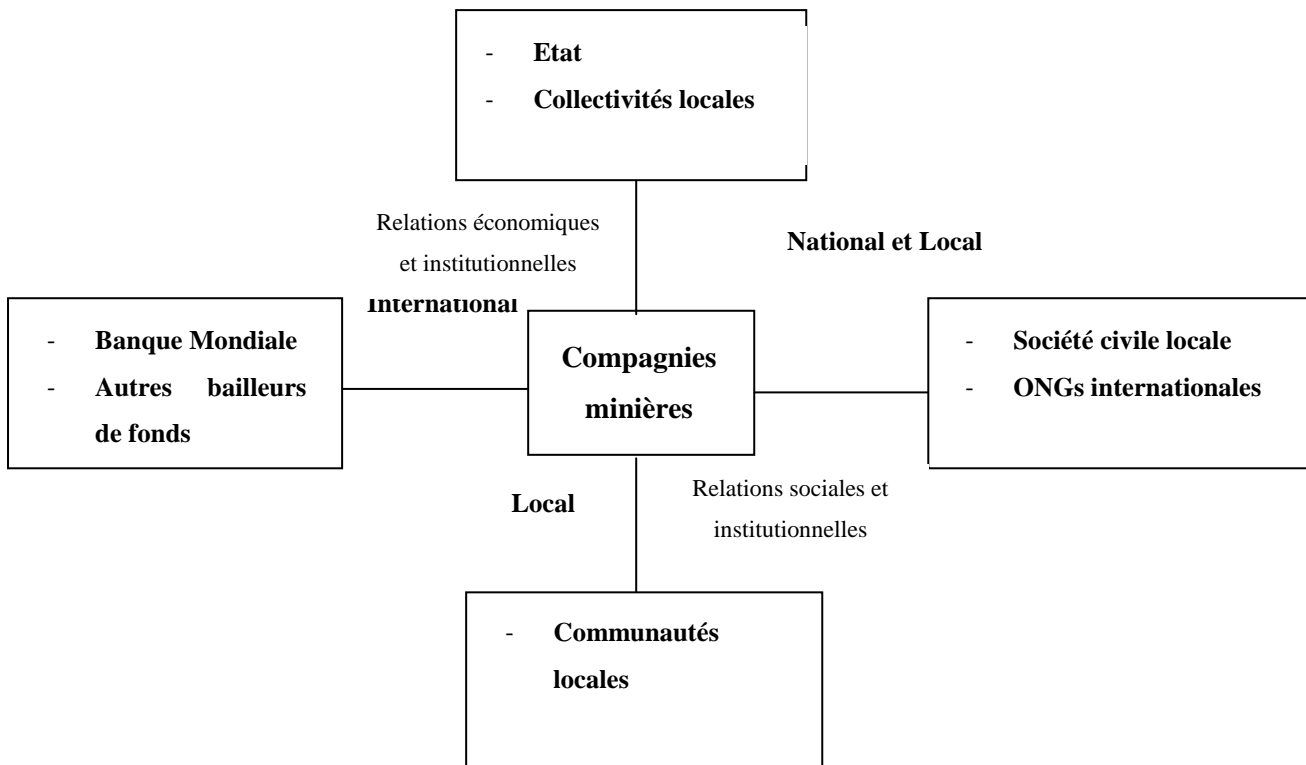 - Etat
- Collectivités locales
Relations économiques
et institutionnelles
National et Local
International
- Banque Mondiale
- Autres bailleurs
de fonds
Compagnies
minières
- Société civile locale
- ONGs internationales
Local
Relations sociales et
institutionnelles
- Communautés
locales